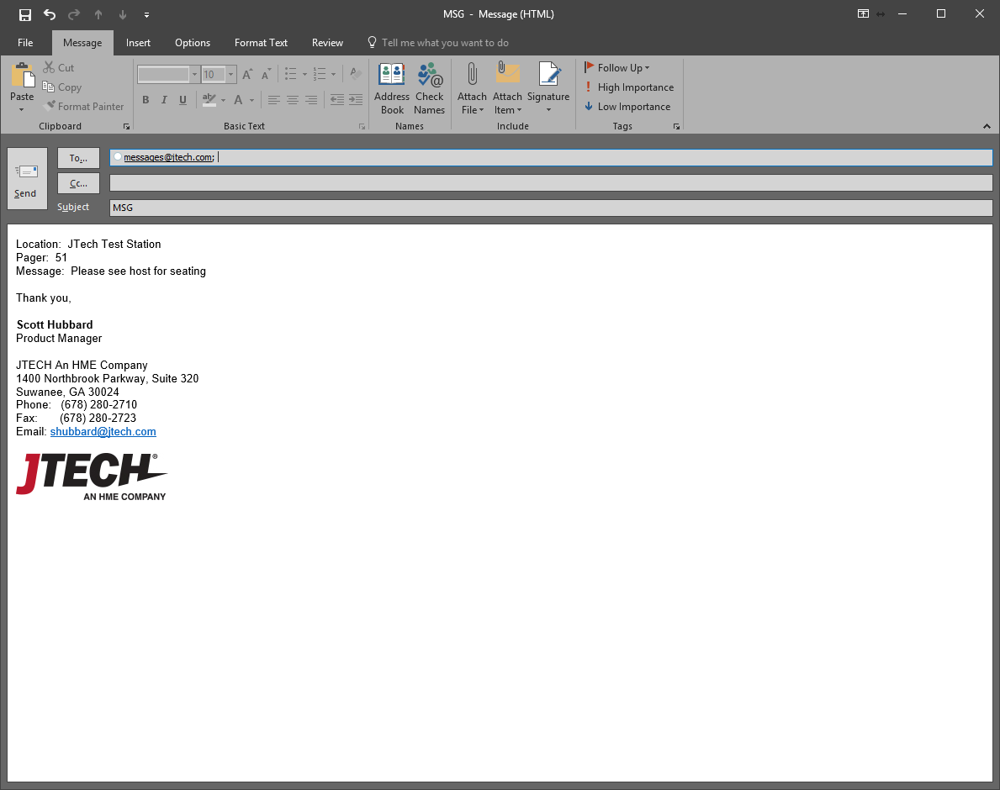 MSG - Message (HTML)
File Message Insert Options Format Text Review Tell me what you want to do
Paste
Cut
Copy
Format Painter
Clipboard
10 A A
B I U ab A
Basic Text
Address Book
Check Names
Names
Attach File
Attach Item
Signature
Include
Follow Up
High Importance
Low Importance
Tags
Send
To... messages@jtech.com;
Cc...
Subject MSG
Location: JTech Test Station
Pager: 51
Message: Please see host for seating
Thank you,
Scott Hubbard
Product Manager
JTECH An HME Company
1400 Northbrook Parkway, Suite 320
Suwanee, GA 30024
Phone: (678) 280-2710
Fax: (678) 280-2723
Email: shubbard@jtech.com
JTECH®
AN HME COMPANY